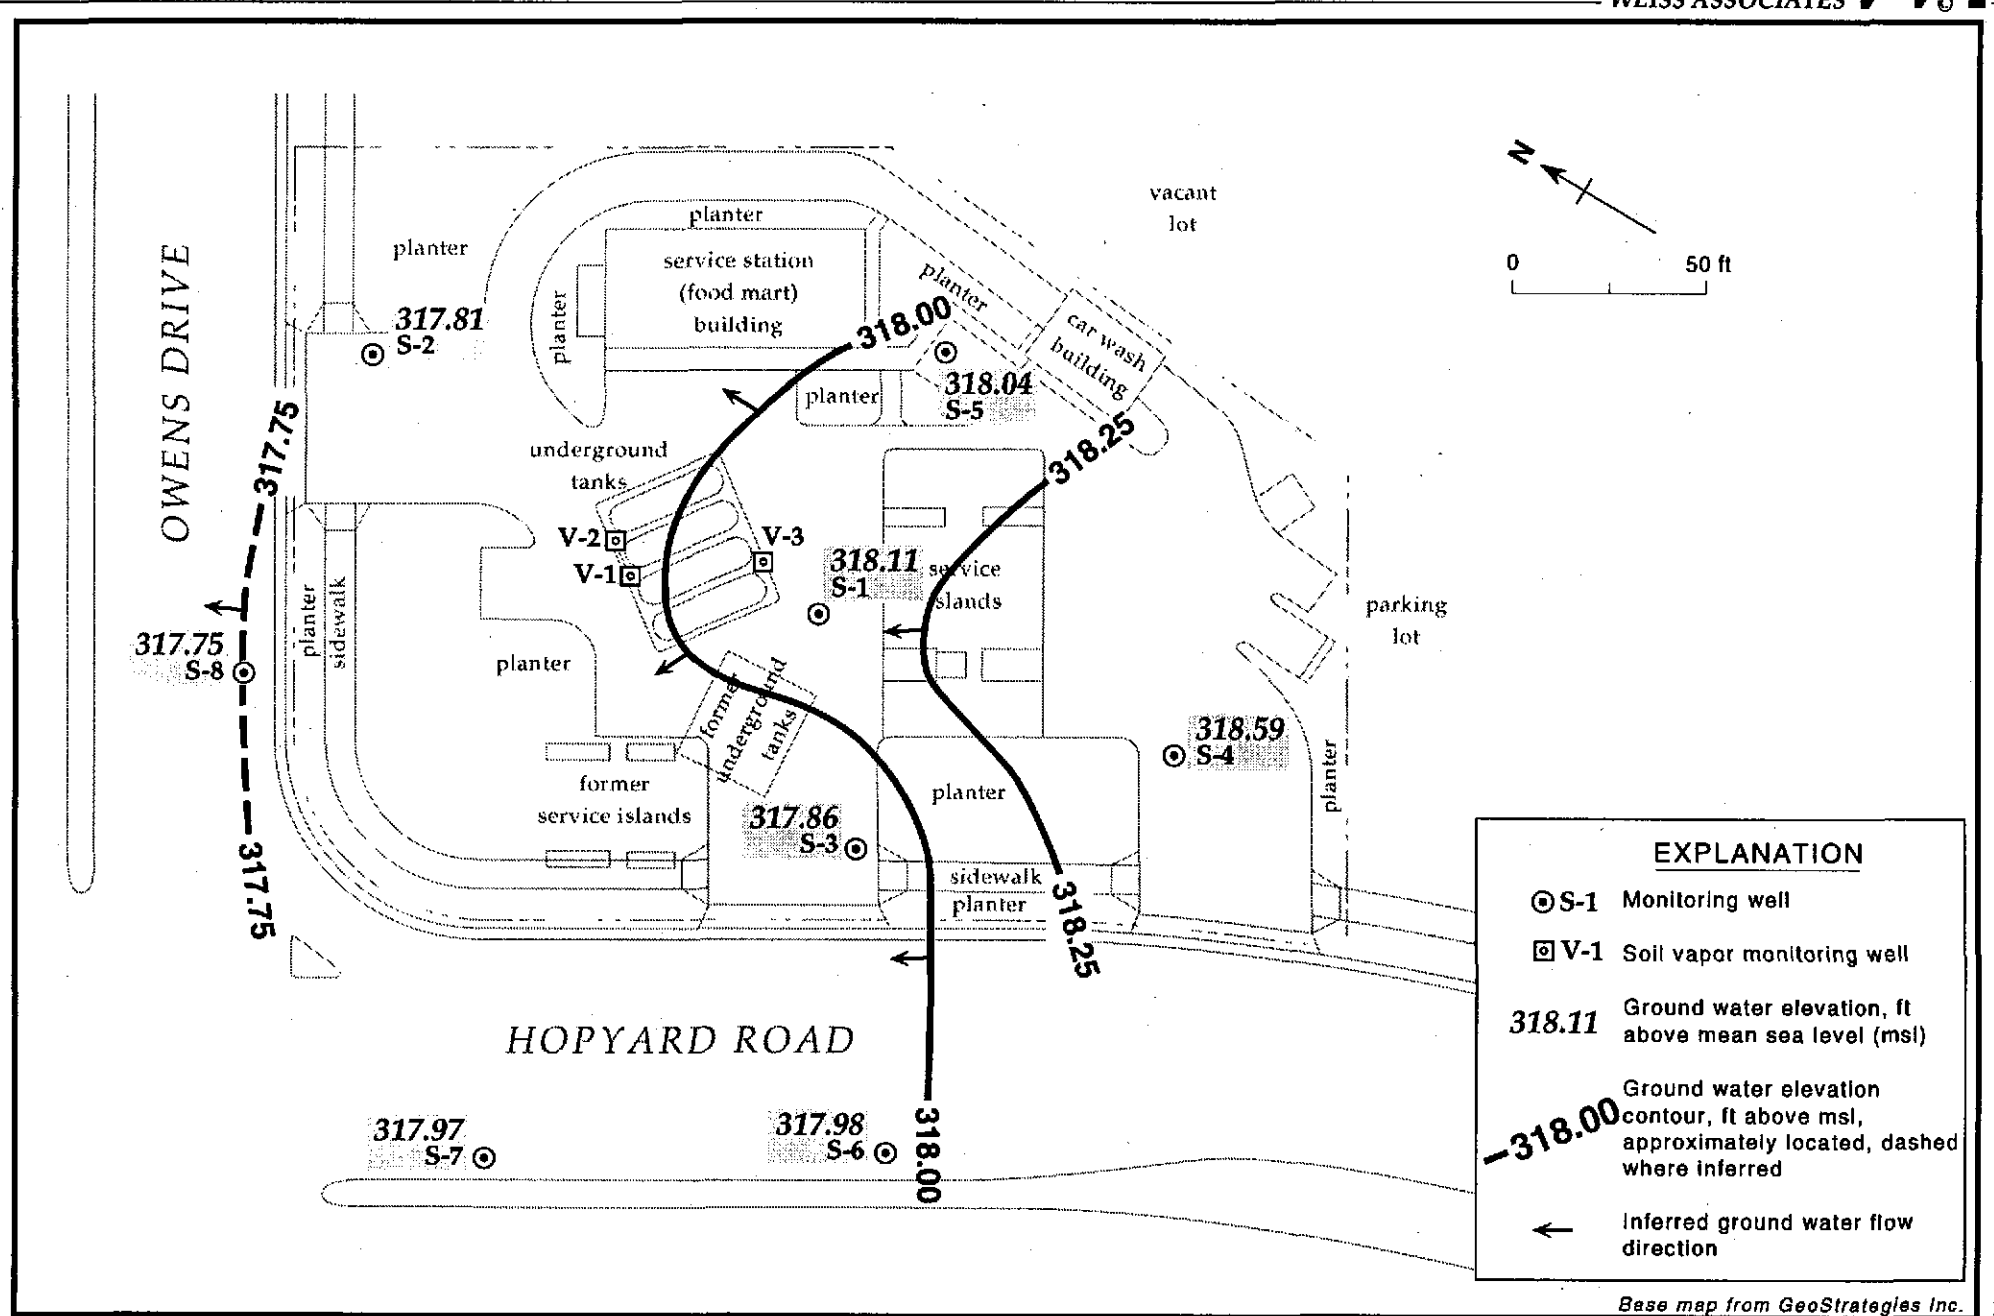 WEISS ASSOCIATES
N
0 50 ft
vacant
lot
planter
planter
service station
(food mart)
building
planter
planter
car wash
building
OWENS DRIVE
317.81
S-2
318.00
318.04
S-5
planter
318.25
317.75
underground
tanks
V-2
V-1
V-3
318.11
S-1
service
islands
parking
lot
planter
sidewalk
317.75
S-8
planter
former
underground
tanks
318.59
S-4
planter
former
service islands
planter
317.86
S-3
sidewalk
planter
317.75
318.25
HOPYARD ROAD
317.97
S-7
317.98
S-6
318.00
EXPLANATION
S-1 Monitoring well
V-1 Soil vapor monitoring well
318.11 Ground water elevation, ft
above mean sea level (msl)
318.00 Ground water elevation
contour, ft above msl,
approximately located, dashed
where inferred
Inferred ground water flow
direction
Base map from GeoStrategies Inc.